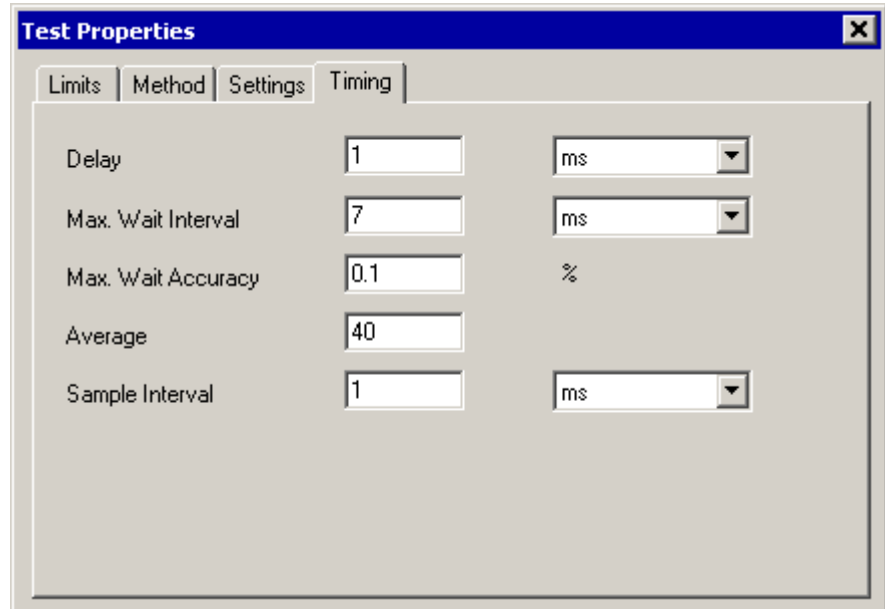 Test Properties
Limits Method Settings Timing
Delay 1 ms
Max. Wait Interval 7 ms
Max. Wait Accuracy 0.1 %
Average 40
Sample Interval 1 ms